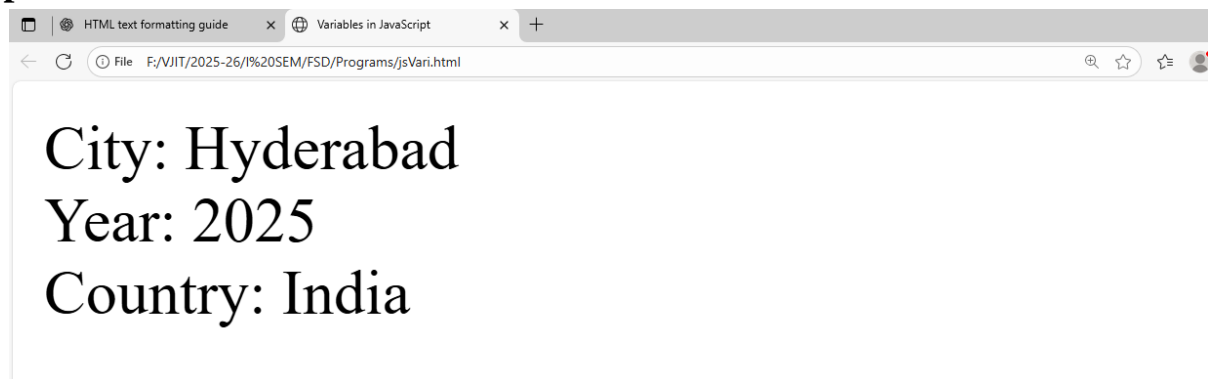 HTML text formatting guide
Variables in JavaScript
File F:/VJIT/2025-26/I%20SEM/FSD/Programs/jsVari.html
City: Hyderabad
Year: 2025
Country: India